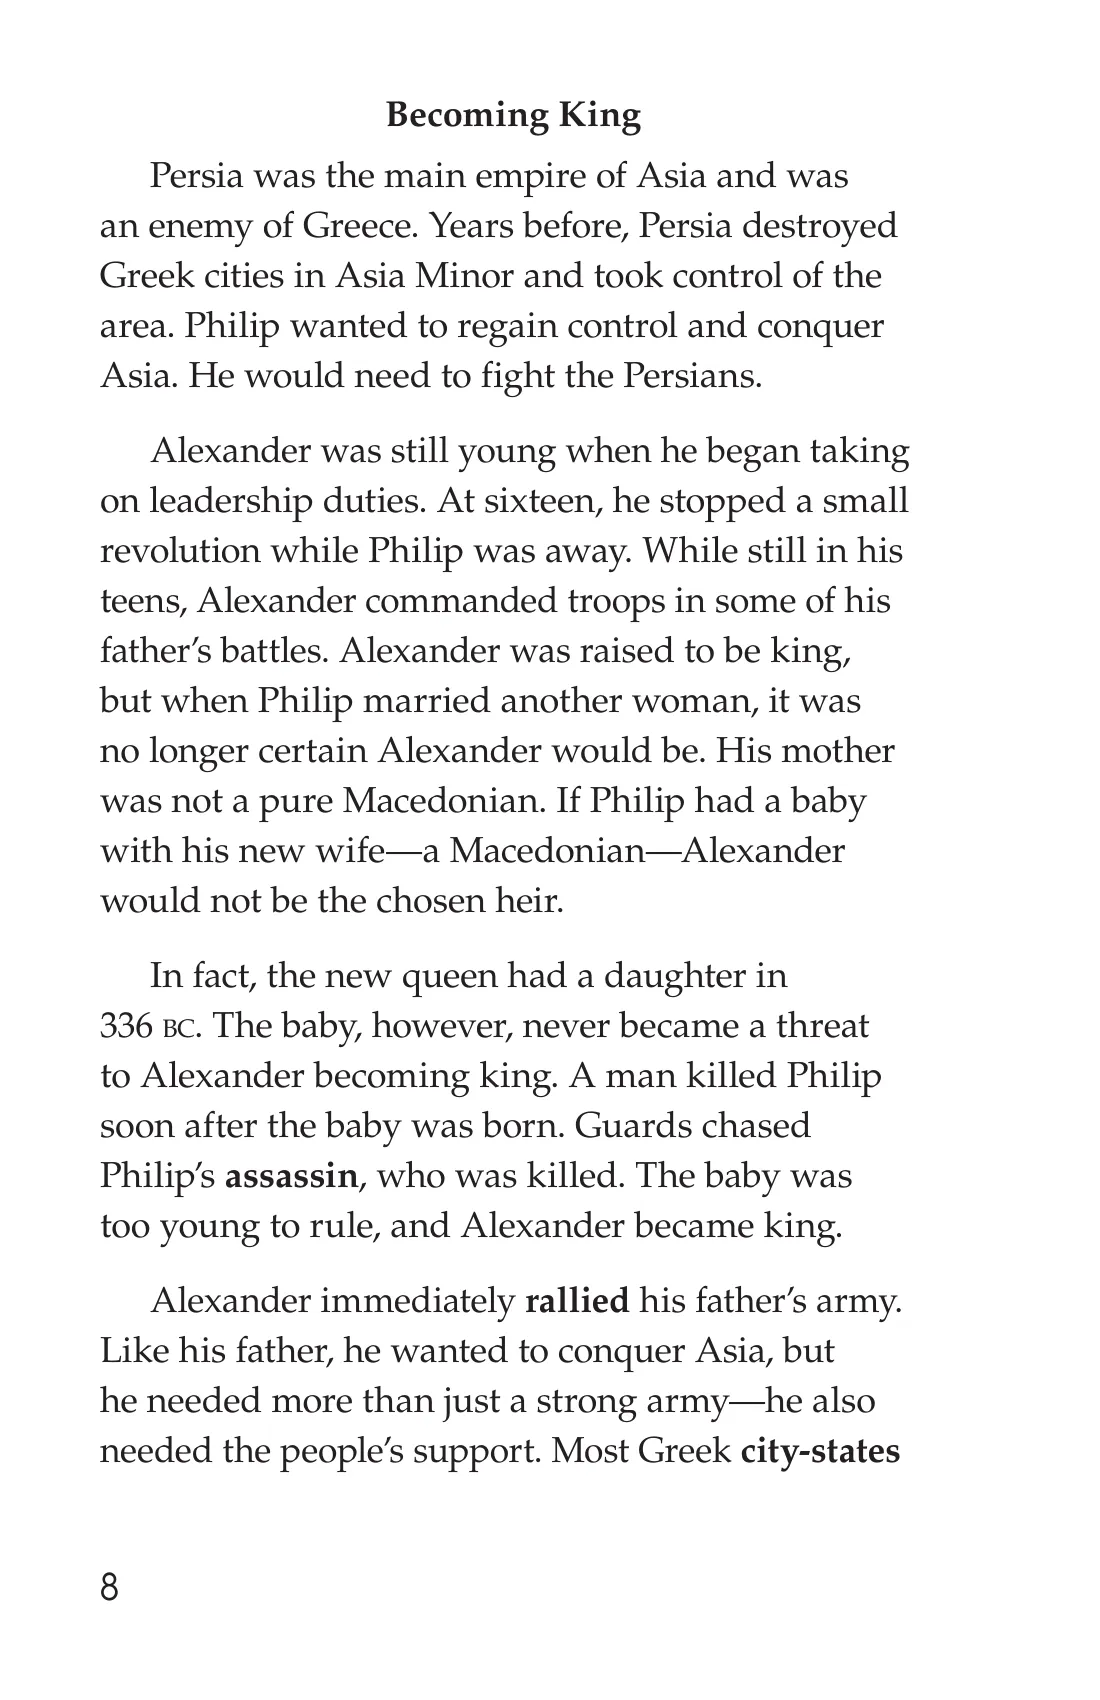 Becoming King
Persia was the main empire of Asia and was
an enemy of Greece. Years before, Persia destroyed
Greek cities in Asia Minor and took control of the
area. Philip wanted to regain control and conquer
Asia. He would need to fight the Persians.
Alexander was still young when he began taking
on leadership duties. At sixteen, he stopped a small
revolution while Philip was away. While still in his
teens, Alexander commanded troops in some of his
father’s battles. Alexander was raised to be king,
but when Philip married another woman, it was
no longer certain Alexander would be. His mother
was not a pure Macedonian. If Philip had a baby
with his new wife—a Macedonian—Alexander
would not be the chosen heir.
In fact, the new queen had a daughter in
336 BC. The baby, however, never became a threat
to Alexander becoming king. A man killed Philip
soon after the baby was born. Guards chased
Philip’s assassin, who was killed. The baby was
too young to rule, and Alexander became king.
Alexander immediately rallied his father’s army.
Like his father, he wanted to conquer Asia, but
he needed more than just a strong army—he also
needed the people’s support. Most Greek city-states
8